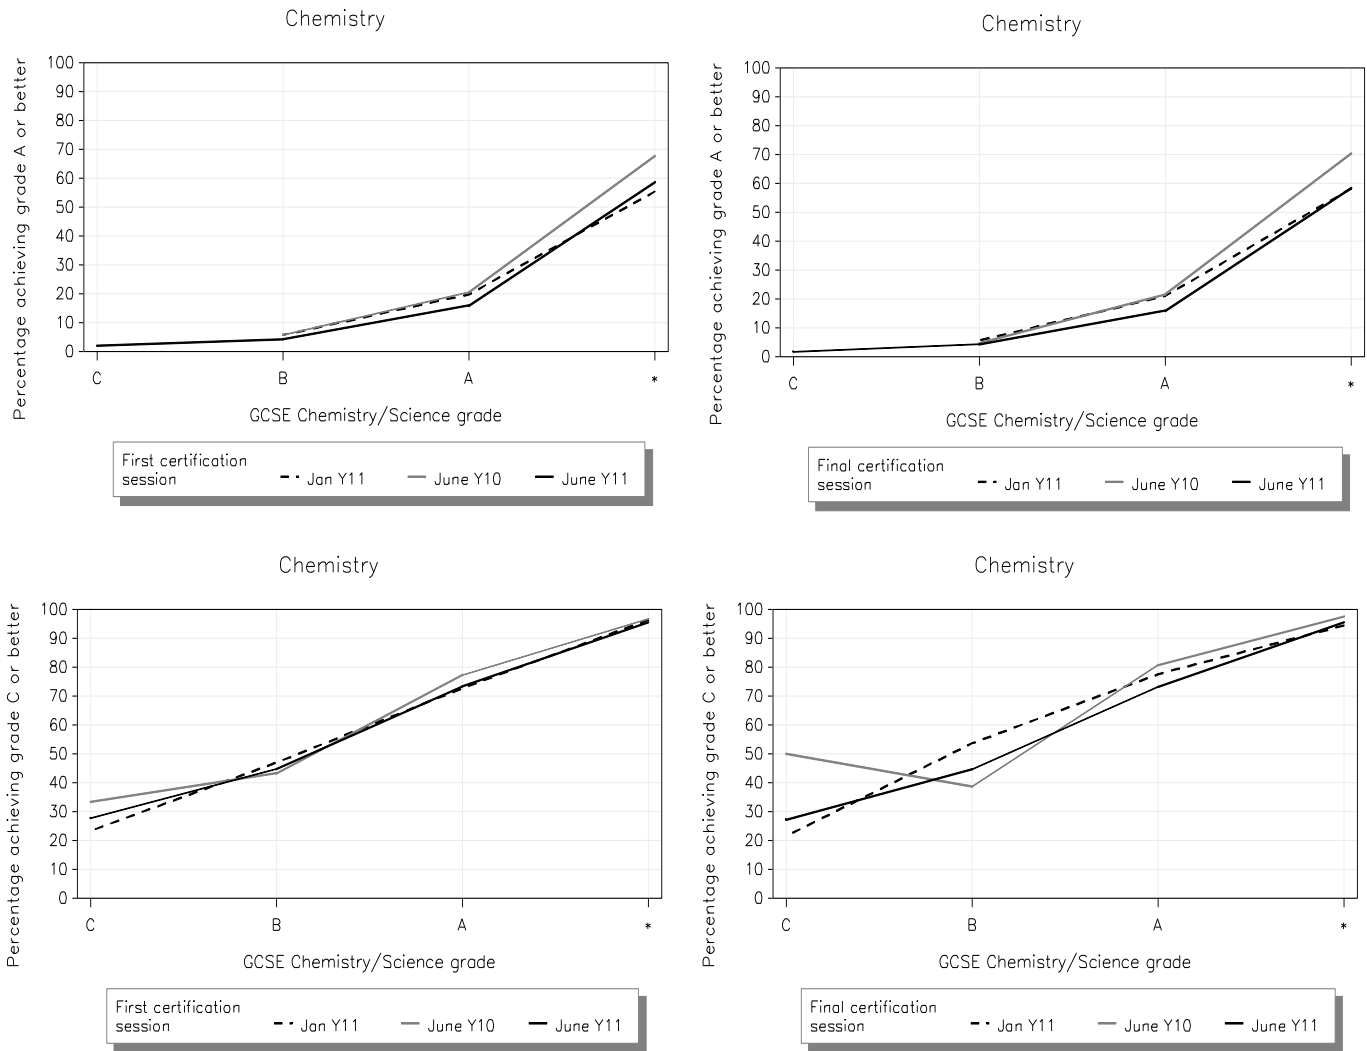 Chemistry
Percentage achieving grade A or better
100
90
80
70
60
50
40
30
20
10
0
C B A *
GCSE Chemistry/Science grade
First certification
session
Jan Y11 June Y10 June Y11
Chemistry
Percentage achieving grade A or better
100
90
80
70
60
50
40
30
20
10
0
C B A *
GCSE Chemistry/Science grade
Final certification
session
Jan Y11 June Y10 June Y11
Chemistry
Percentage achieving grade C or better
100
90
80
70
60
50
40
30
20
10
0
C B A *
GCSE Chemistry/Science grade
First certification
session
Jan Y11 June Y10 June Y11
Chemistry
Percentage achieving grade C or better
100
90
80
70
60
50
40
30
20
10
0
C B A *
GCSE Chemistry/Science grade
Final certification
session
Jan Y11 June Y10 June Y11